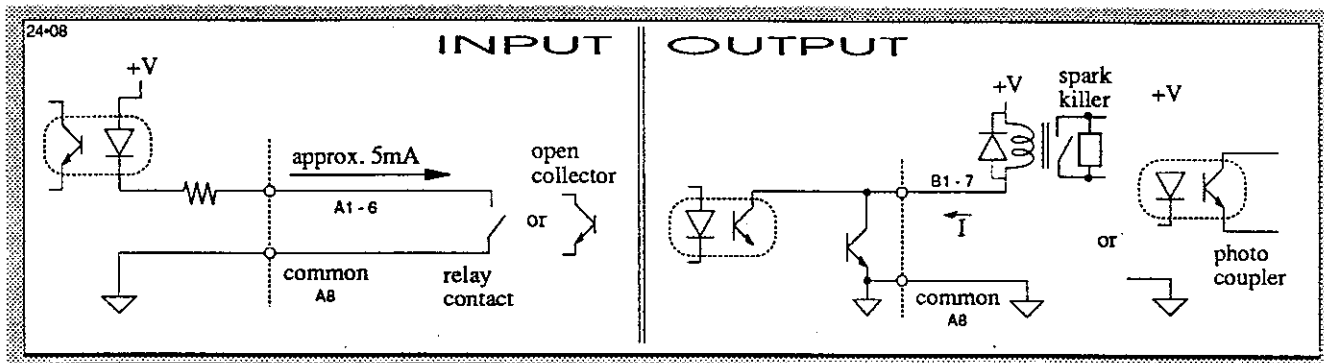 24-08
INPUT
+V
approx. 5mA
A1-6
open
collector
or
common
A8
relay
contact
OUTPUT
+V
spark
killer
+V
B1-7
I
or
common
A8
photo
coupler